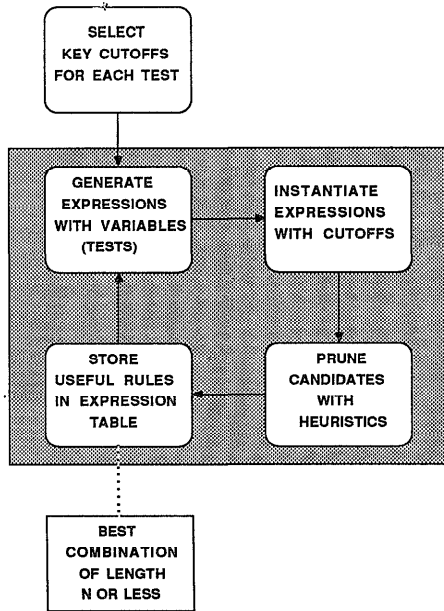 SELECT
KEY CUTOFFS
FOR EACH TEST
GENERATE
EXPRESSIONS
WITH VARIABLES
(TESTS)
INSTANTIATE
EXPRESSIONS
WITH CUTOFFS
STORE
USEFUL RULES
IN EXPRESSION
TABLE
PRUNE
CANDIDATES
WITH
HEURISTICS
BEST
COMBINATION
OF LENGTH
N OR LESS